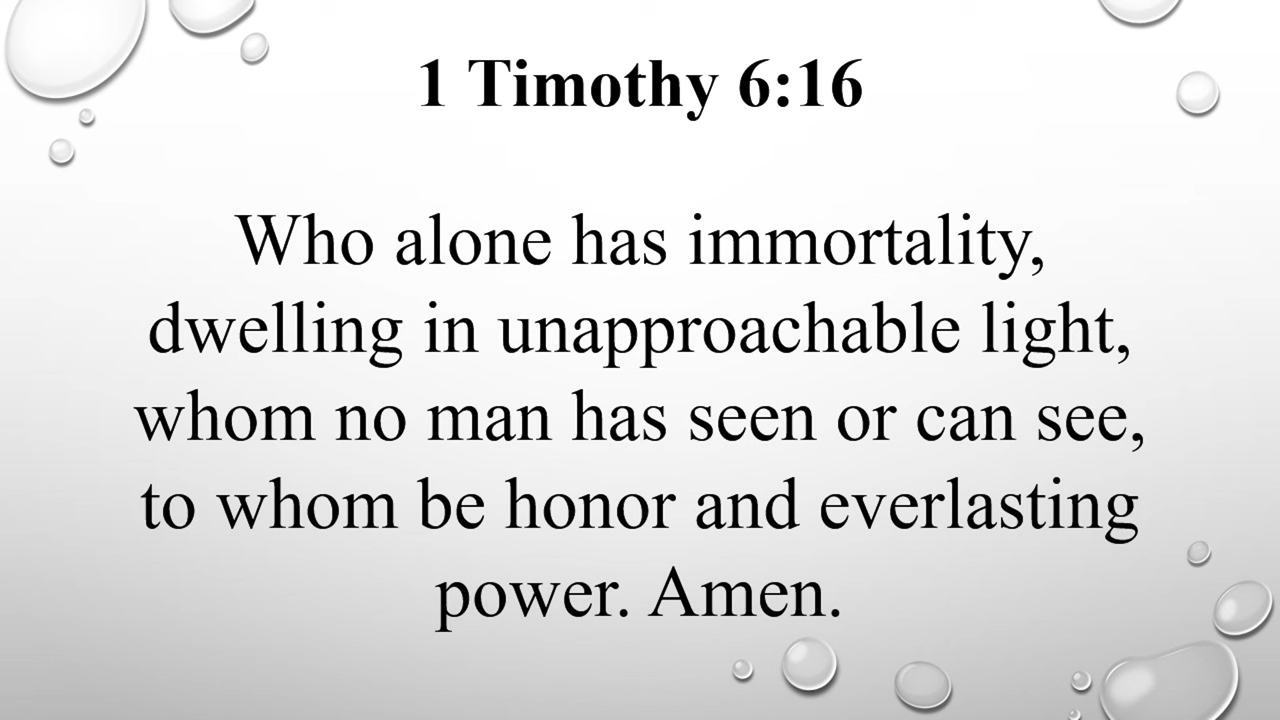 1 Timothy 6:16
Who alone has immortality,
dwelling in unapproachable light,
whom no man has seen or can see,
to whom be honor and everlasting
power. Amen.